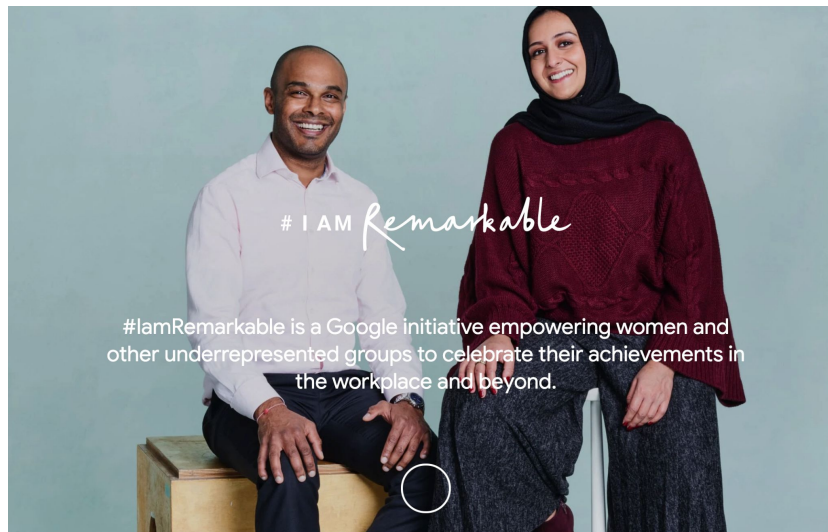 # I AM Remarkable
#IamRemarkable is a Google initiative empowering women and
other underrepresented groups to celebrate their achievements in
the workplace and beyond.